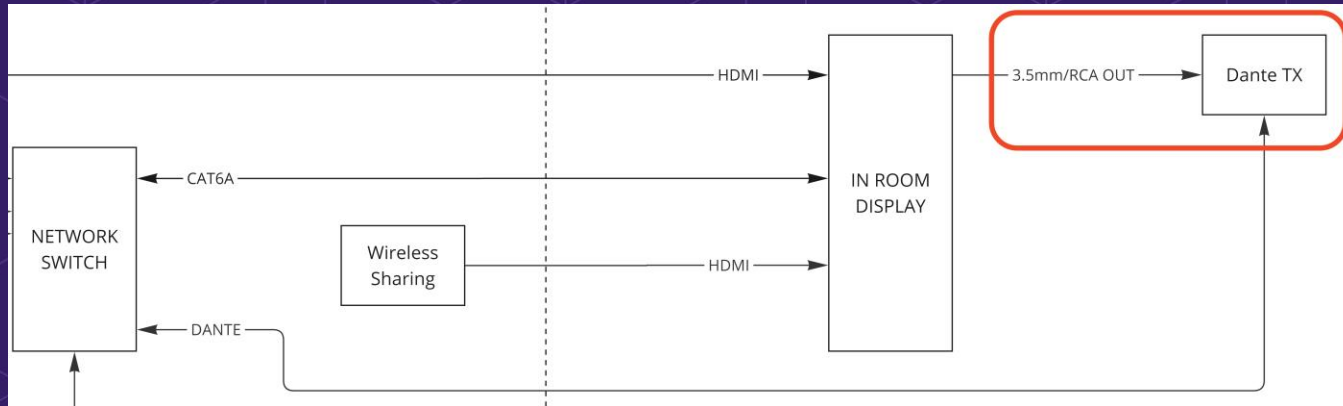 HDMI
3.5mm/RCA OUT
Dante TX
CAT6A
IN ROOM
DISPLAY
NETWORK
SWITCH
Wireless
Sharing
HDMI
DANTE